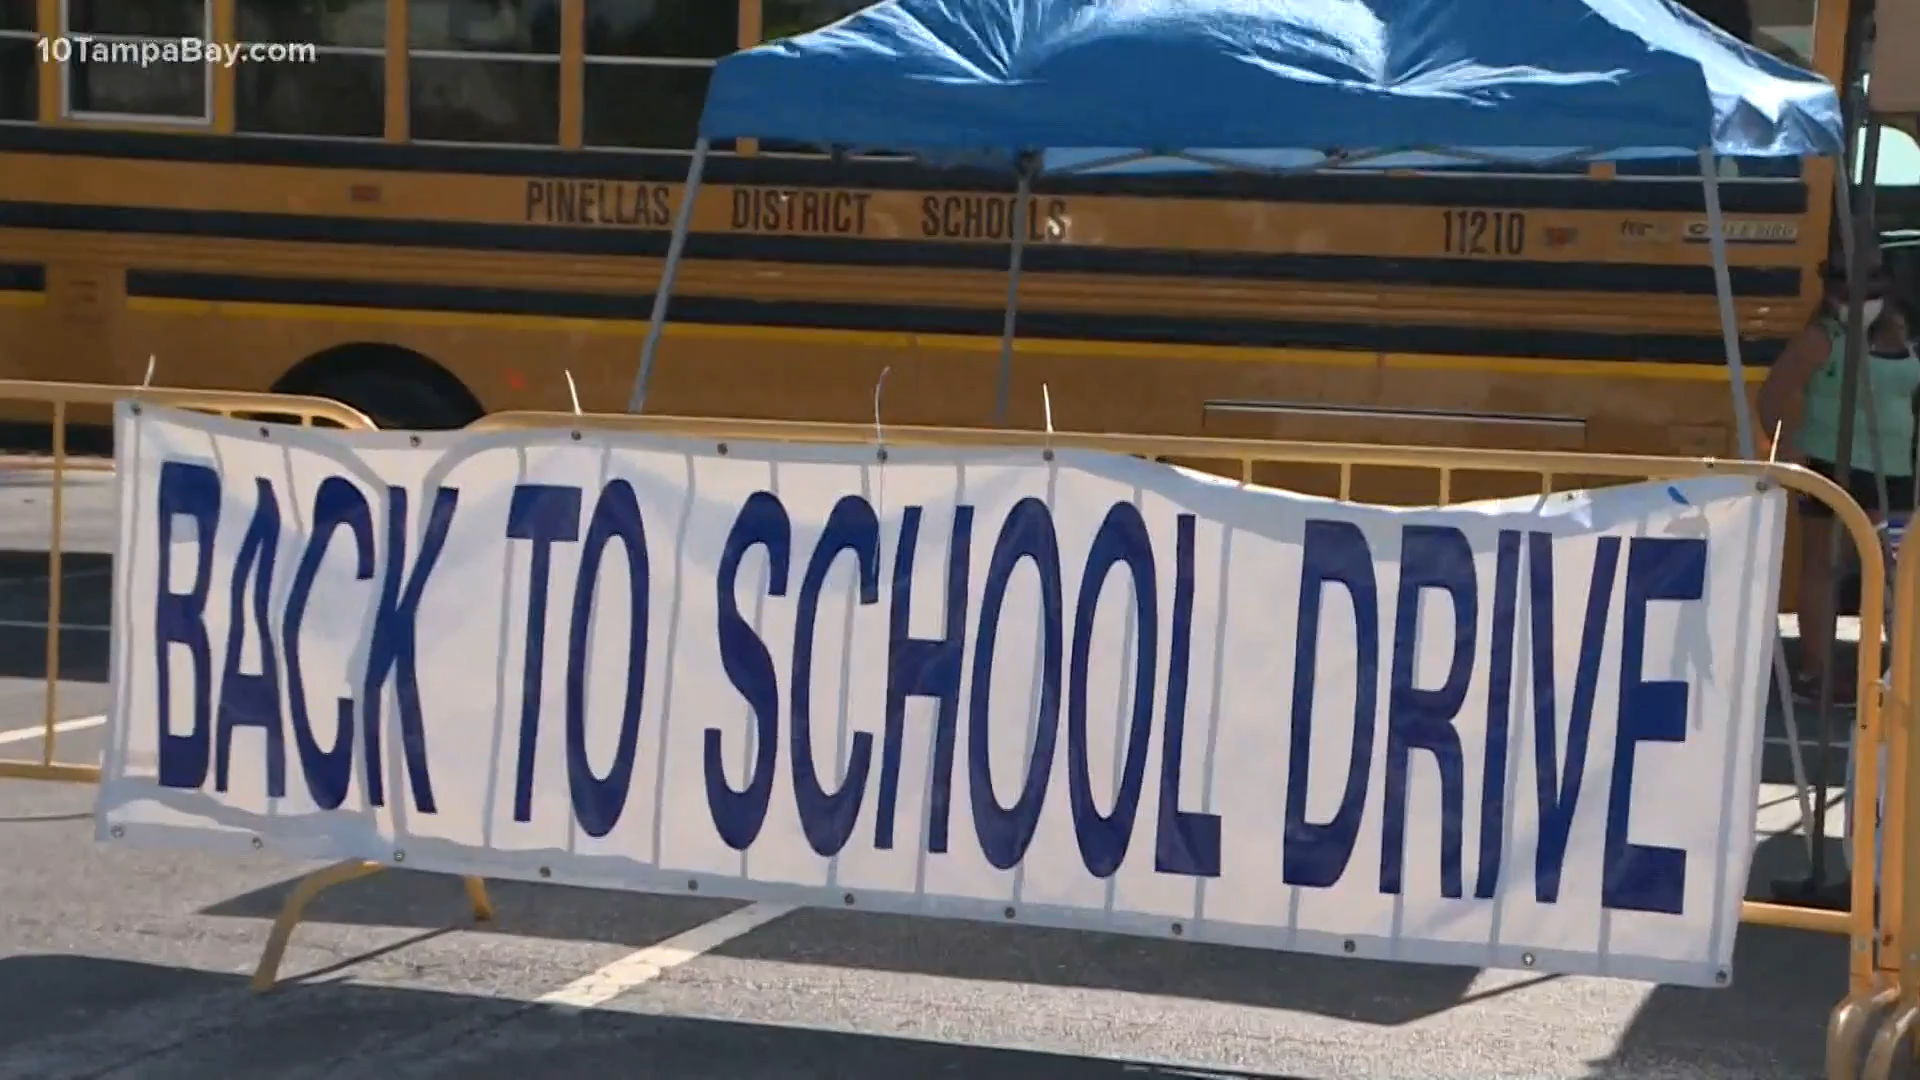 10TampaBay.com
PINELLAS DISTRICT SCHOOLS 11210
BACK TO SCHOOL DRIVE